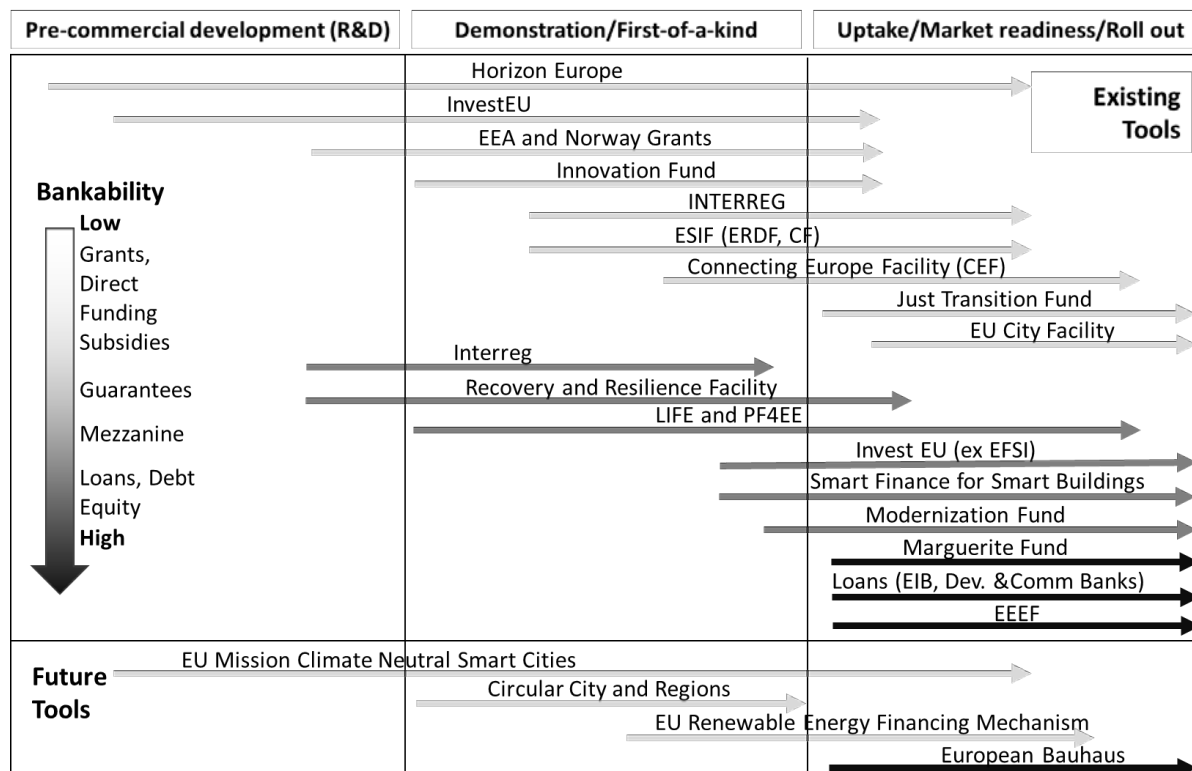 Pre-commercial development (R&D)
Demonstration/First-of-a-kind
Uptake/Market readiness/Roll out
Horizon Europe
Existing
Tools
InvestEU
EEA and Norway Grants
Innovation Fund
Bankability
Low
Grants,
Direct
Funding
Subsidies
Guarantees
Mezzanine
Loans, Debt
Equity
High
INTERREG
ESIF (ERDF, CF)
Connecting Europe Facility (CEF)
Just Transition Fund
EU City Facility
Interreg
Recovery and Resilience Facility
LIFE and PF4EE
Invest EU (ex EFSI)
Smart Finance for Smart Buildings
Modernization Fund
Marguerite Fund
Loans (EIB, Dev. &Comm Banks)
EEEF
Future
Tools
EU Mission Climate Neutral Smart Cities
Circular City and Regions
EU Renewable Energy Financing Mechanism
European Bauhaus